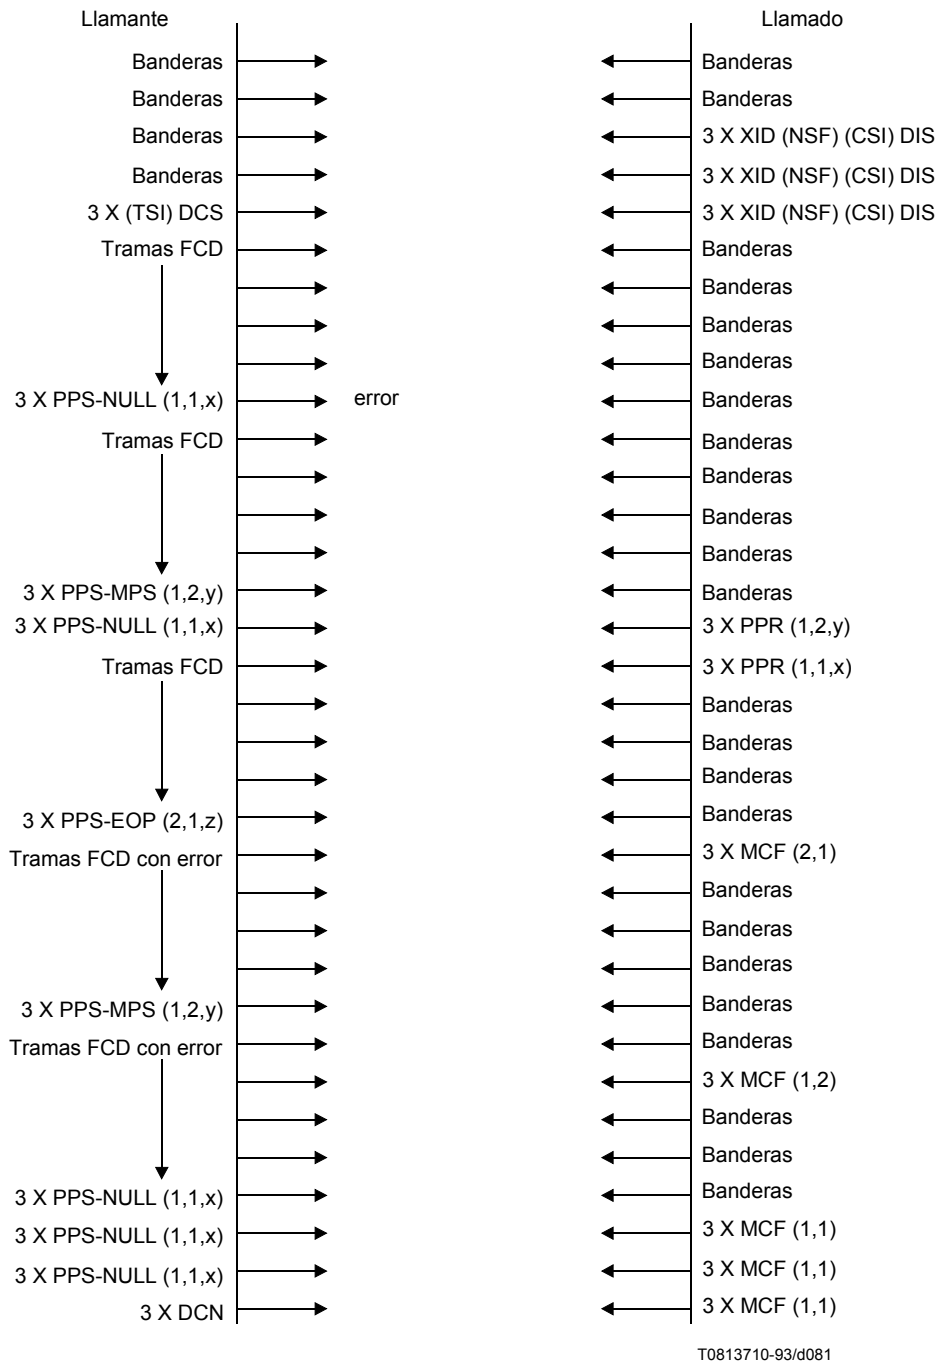 Llamante Llamado
Banderas Banderas
Banderas Banderas
Banderas 3 X XID (NSF) (CSI) DIS
Banderas 3 X XID (NSF) (CSI) DIS
3 X (TSI) DCS 3 X XID (NSF) (CSI) DIS
Tramas FCD Banderas
Banderas
Banderas
Banderas
3 X PPS-NULL (1,1,x) error Banderas
Tramas FCD Banderas
Banderas
Banderas
Banderas
3 X PPS-MPS (1,2,y) Banderas
3 X PPS-NULL (1,1,x) 3 X PPR (1,2,y)
Tramas FCD 3 X PPR (1,1,x)
Banderas
Banderas
Banderas
3 X PPS-EOP (2,1,z) Banderas
Tramas FCD con error 3 X MCF (2,1)
Banderas
Banderas
Banderas
3 X PPS-MPS (1,2,y) Banderas
Tramas FCD con error Banderas
3 X MCF (1,2)
Banderas
Banderas
3 X PPS-NULL (1,1,x) Banderas
3 X PPS-NULL (1,1,x) 3 X MCF (1,1)
3 X PPS-NULL (1,1,x) 3 X MCF (1,1)
3 X DCN 3 X MCF (1,1)
T0813710-93/d081